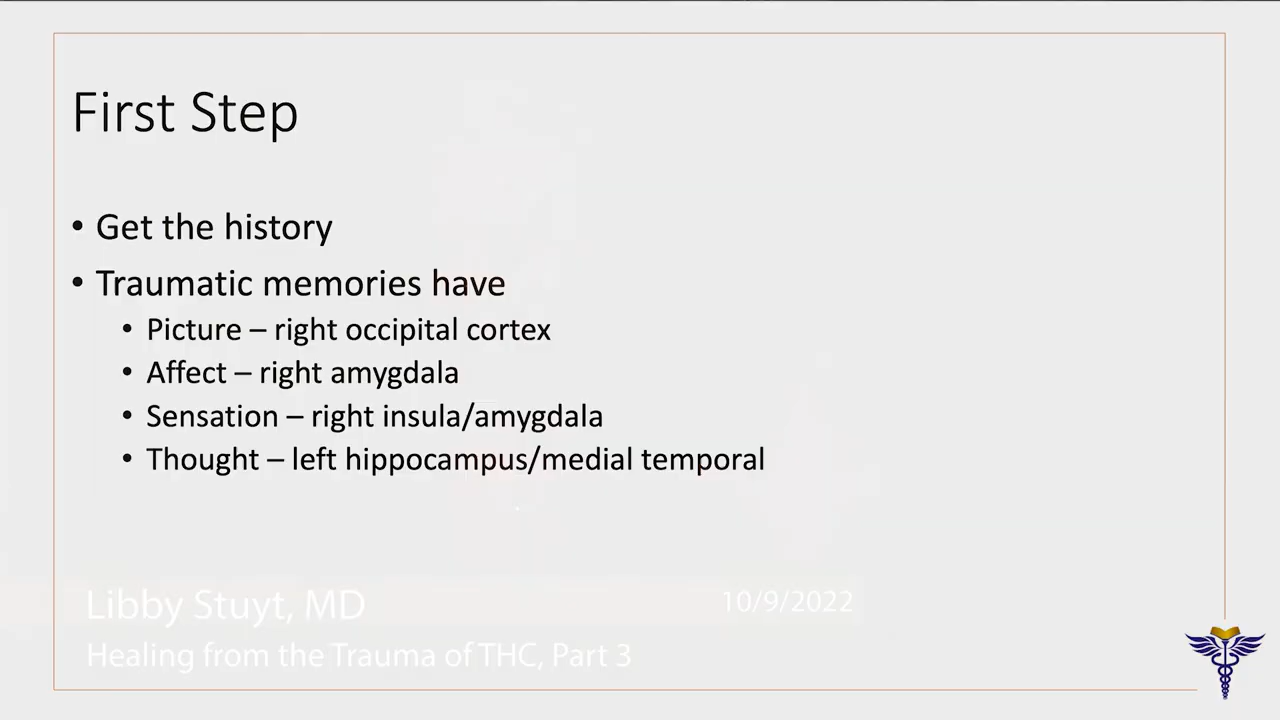 First Step
• Get the history
• Traumatic memories have
• Picture – right occipital cortex
• Affect – right amygdala
• Sensation – right insula/amygdala
• Thought – left hippocampus/medial temporal
Libby Stuyt, MD
10/9/2022
Healing from the Trauma of THC, Part 3